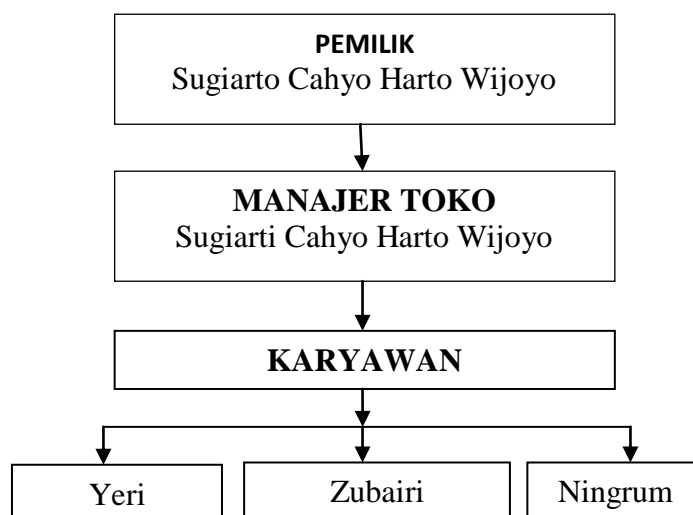 PEMILIK
Sugiarto Cahyo Harto Wijoyo
MANAJER TOKO
Sugiarti Cahyo Harto Wijoyo
KARYAWAN
Yeri
Zubairi
Ningrum